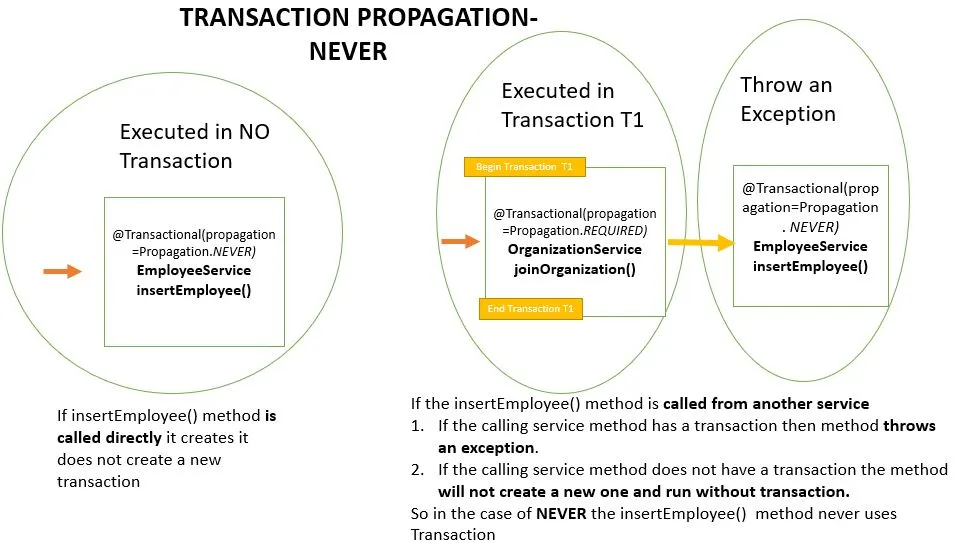 TRANSACTION PROPAGATION-
NEVER
Executed in NO
Transaction
@Transactional(propagation
=Propagation.NEVER)
EmployeeService
insertEmployee()
If insertEmployee() method is
called directly it creates it
does not create a new
transaction
Executed in
Transaction T1
Begin Transaction T1
@Transactional(propagation
=Propagation.REQUIRED)
OrganizationService
joinOrganization()
End Transaction T1
Throw an
Exception
@Transactional(prop
agation=Propagation
. NEVER)
EmployeeService
insertEmployee()
If the insertEmployee() method is called from another service
1. If the calling service method has a transaction then method throws
an exception.
2. If the calling service method does not have a transaction the method
will not create a new one and run without transaction.
So in the case of NEVER the insertEmployee() method never uses
Transaction